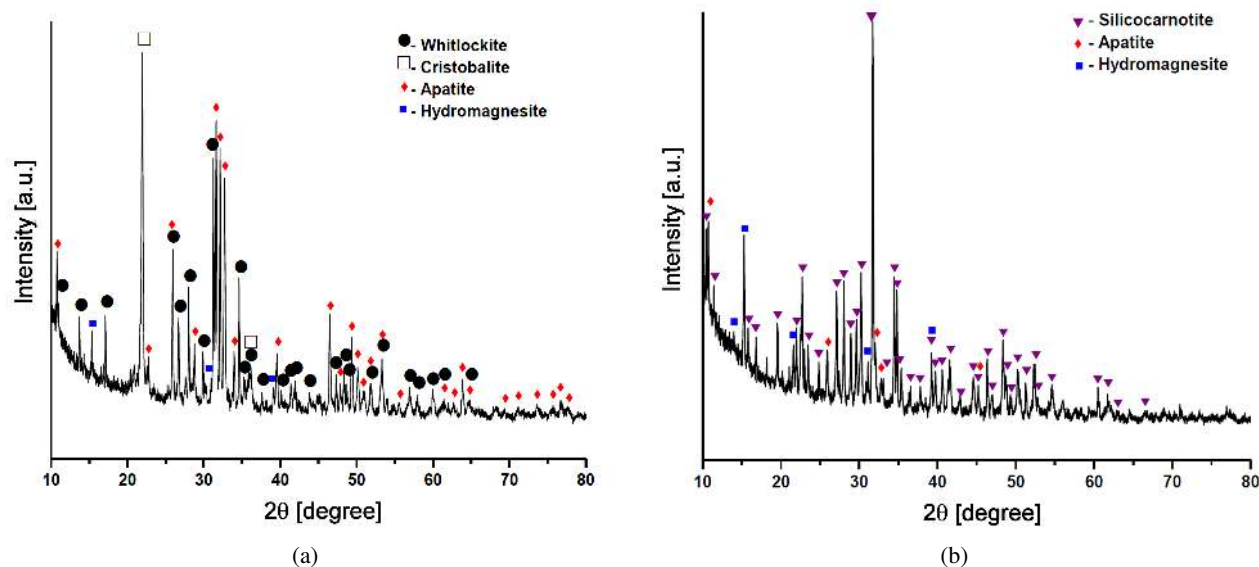 - Whitlockite
- Cristobalite
- Apatite
- Hydromagnesite
Intensity [a.u.]
10 20 30 40 50 60 70 80
2θ [degree]
(a)
- Silicocarnotite
- Apatite
- Hydromagnesite
Intensity [a.u.]
10 20 30 40 50 60 70 80
2θ [degree]
(b)